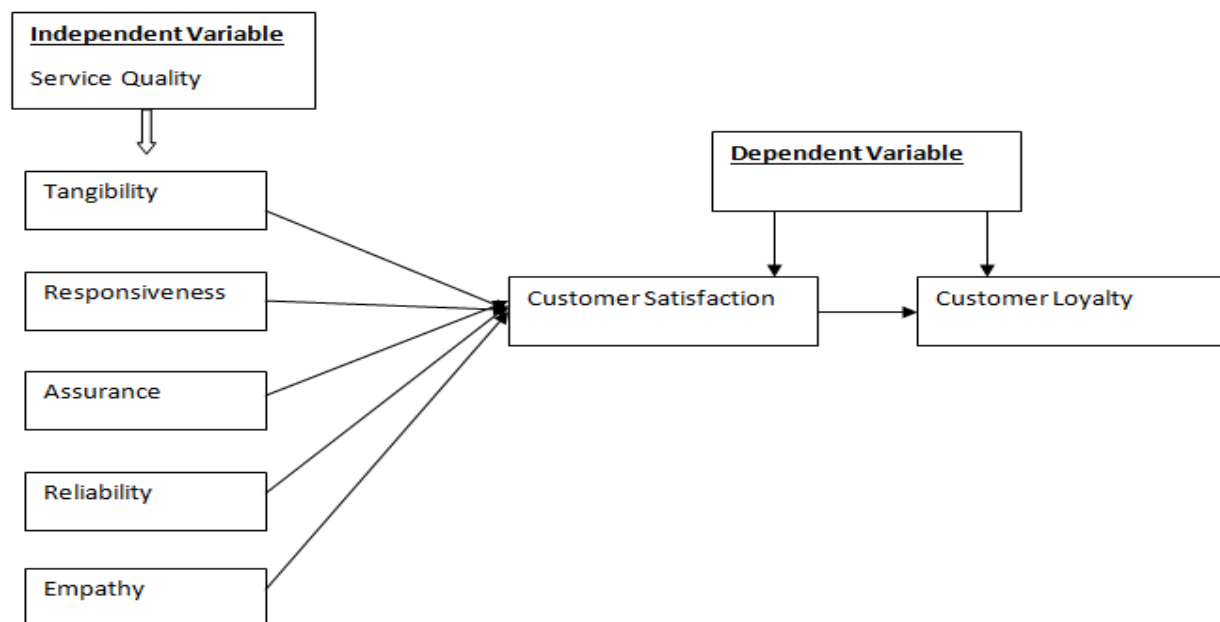 Independent Variable
Service Quality
Dependent Variable
Tangibility
Responsiveness
Customer Satisfaction
Customer Loyalty
Assurance
Reliability
Empathy